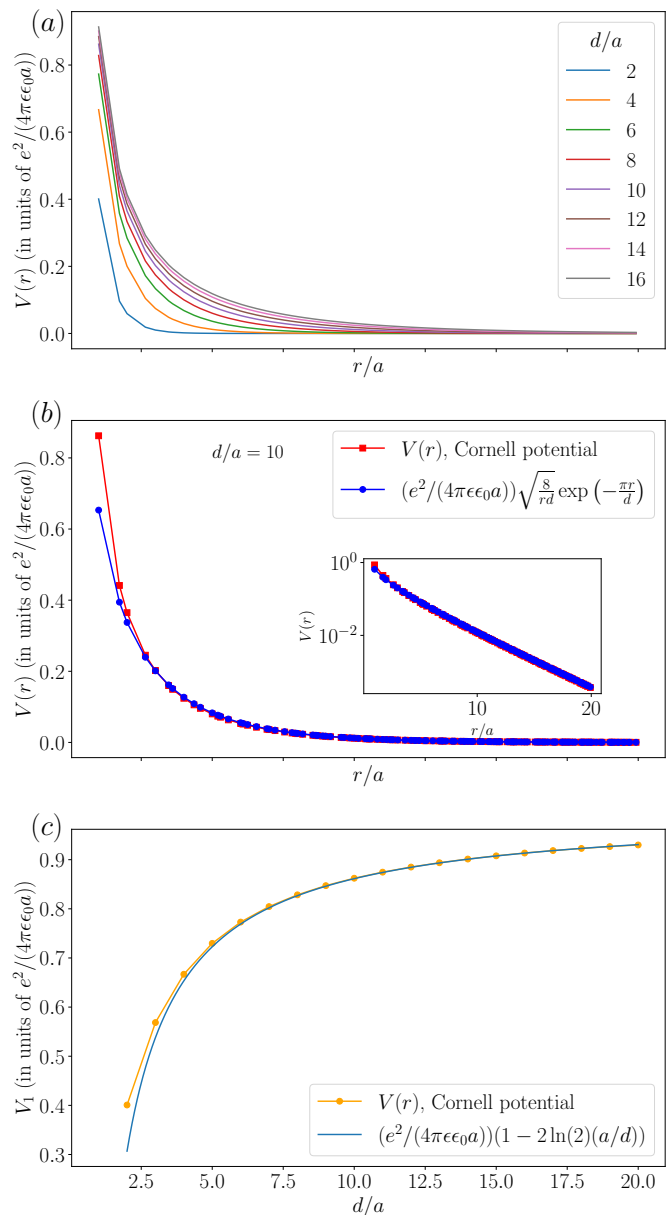 (a)
V(r) (in units of e²/(4πϵϵ₀a))
0.8
0.6
0.4
0.2
0.0
d/a
2
4
6
8
10
12
14
16
r/a
(b)
V(r) (in units of e²/(4πϵϵ₀a))
0.8
0.6
0.4
0.2
0.0
d/a = 10
V(r), Cornell potential
(e²/(4πϵϵ₀a))√(8/rd) exp(−πr/d)
V(r)
10⁰
10⁻²
10
20
r/a
r/a
(c)
V₁ (in units of e²/(4πϵϵ₀a))
0.9
0.8
0.7
0.6
0.5
0.4
0.3
V(r), Cornell potential
(e²/(4πϵϵ₀a))(1 − 2 ln(2)(a/d))
2.5 5.0 7.5 10.0 12.5 15.0 17.5 20.0
d/a